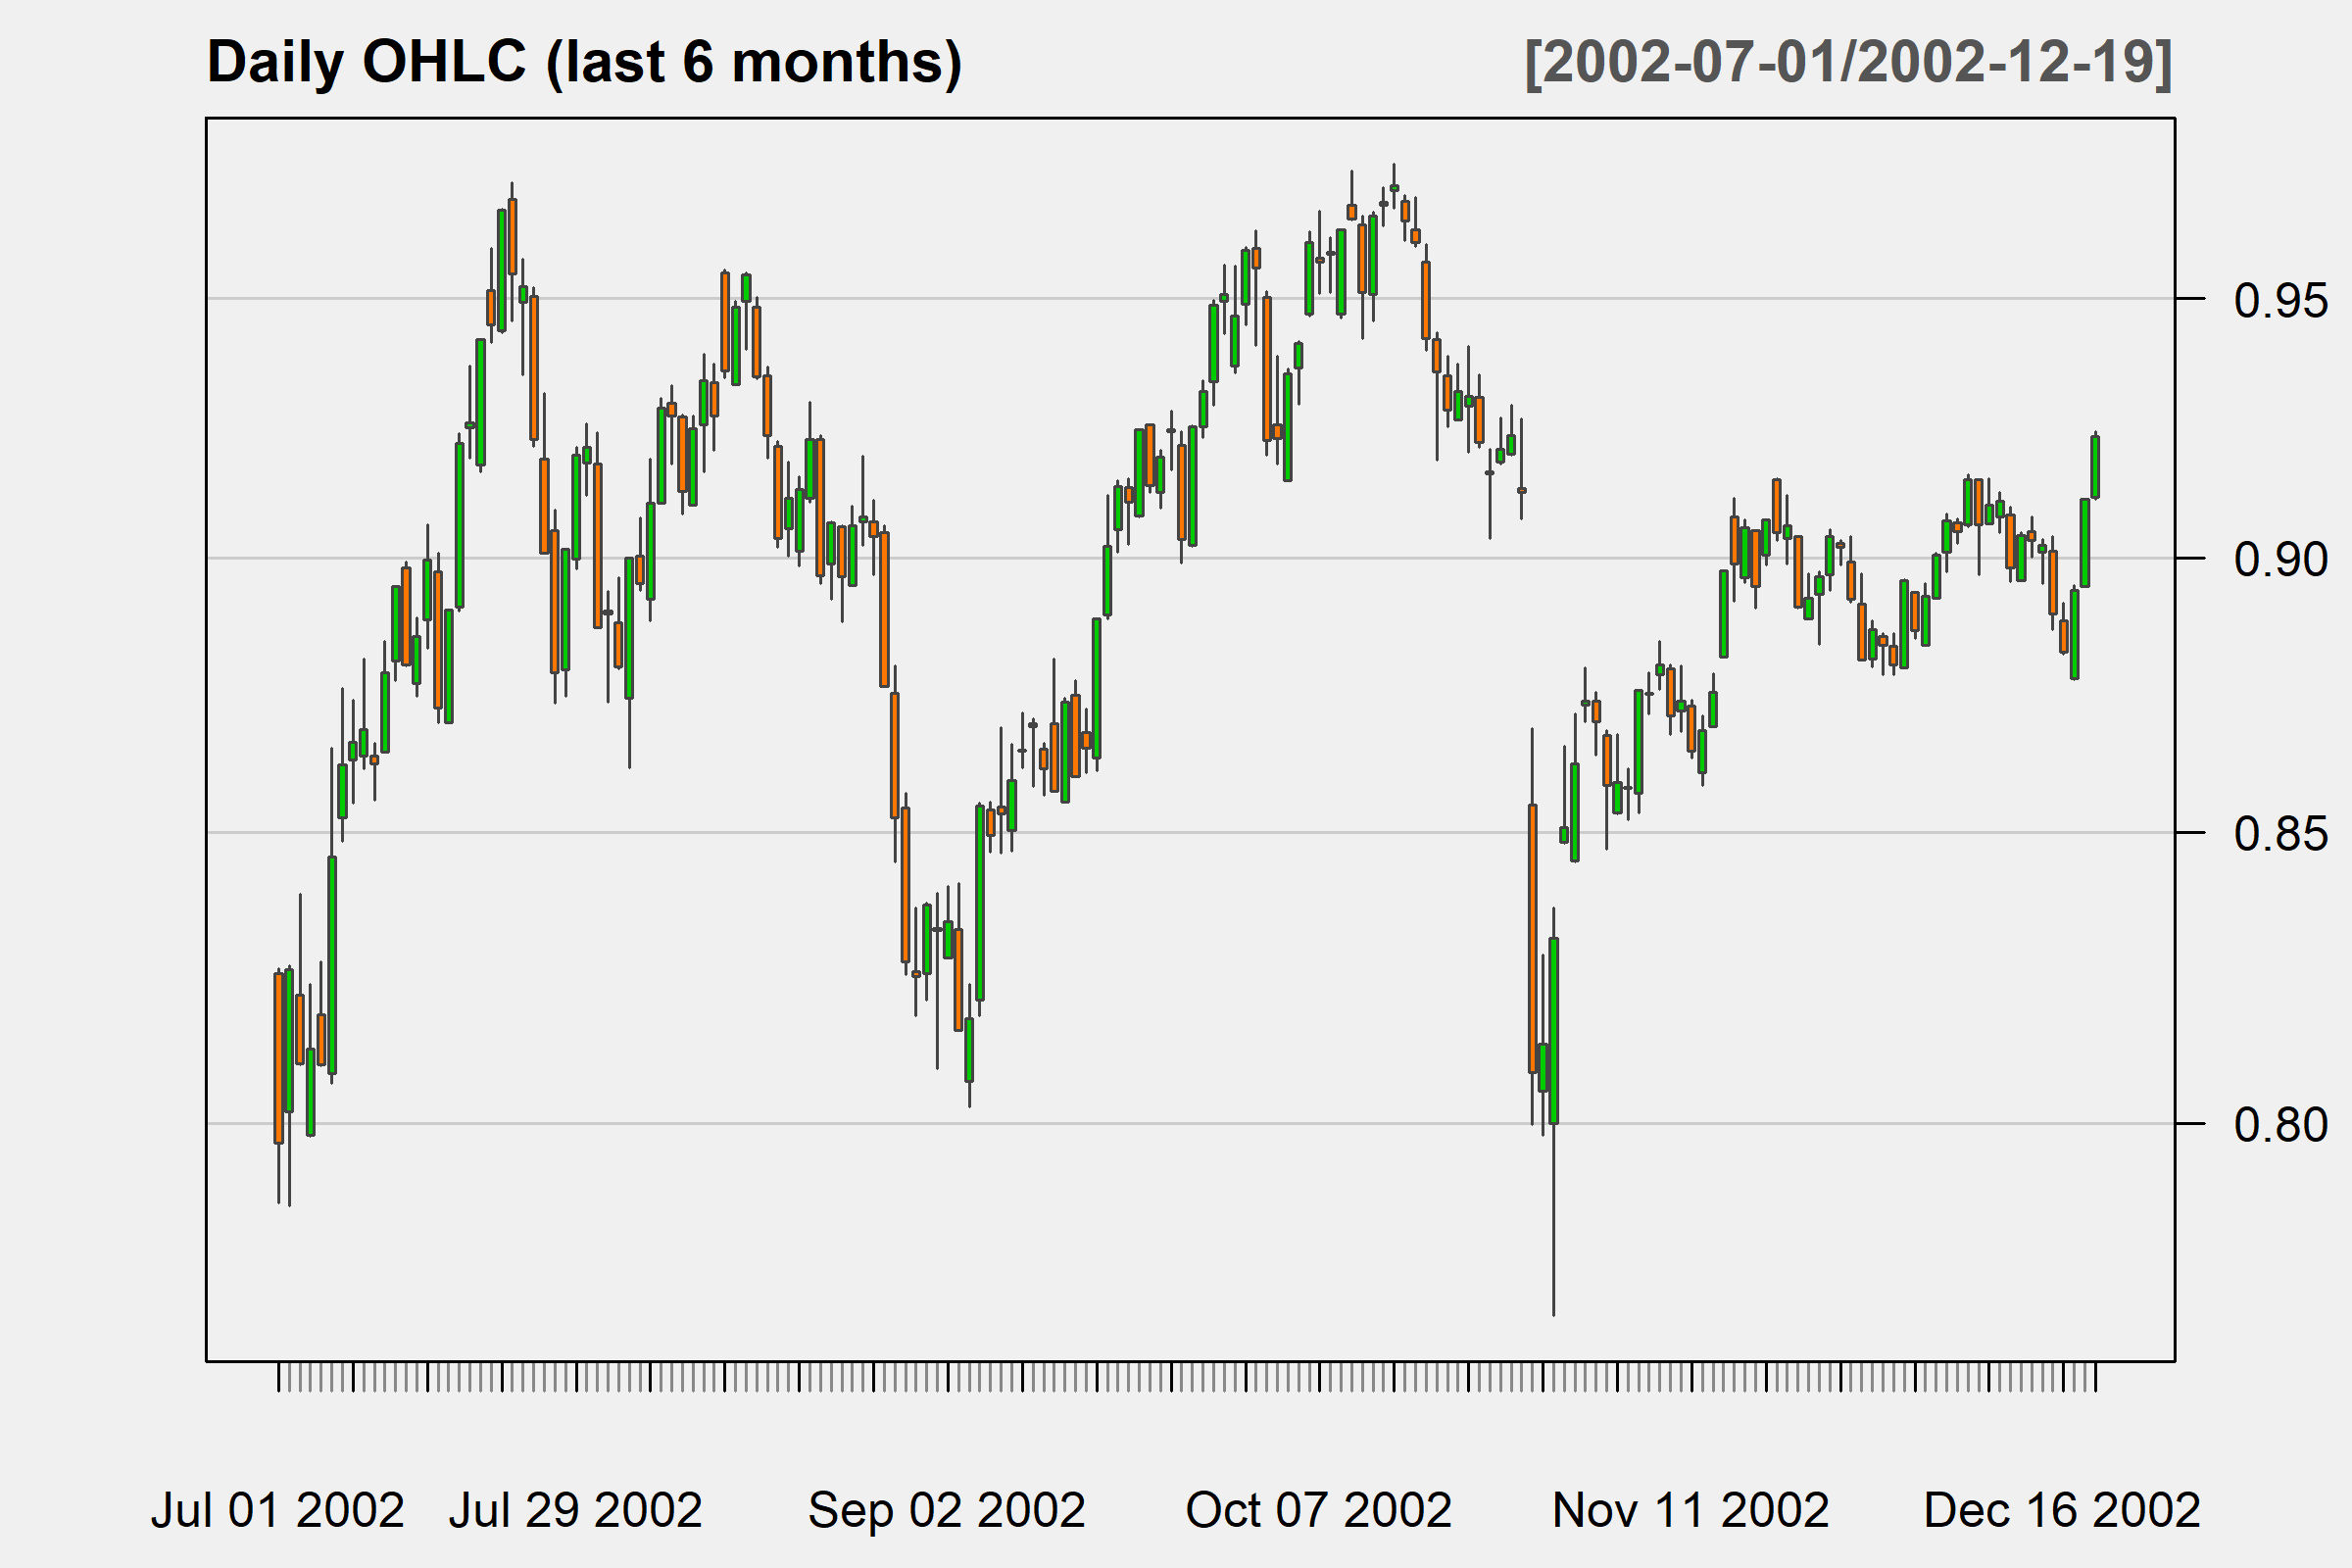 Daily OHLC (last 6 months) [2002-07-01/2002-12-19]
0.95
0.90
0.85
0.80
Jul 01 2002 Jul 29 2002 Sep 02 2002 Oct 07 2002 Nov 11 2002 Dec 16 2002